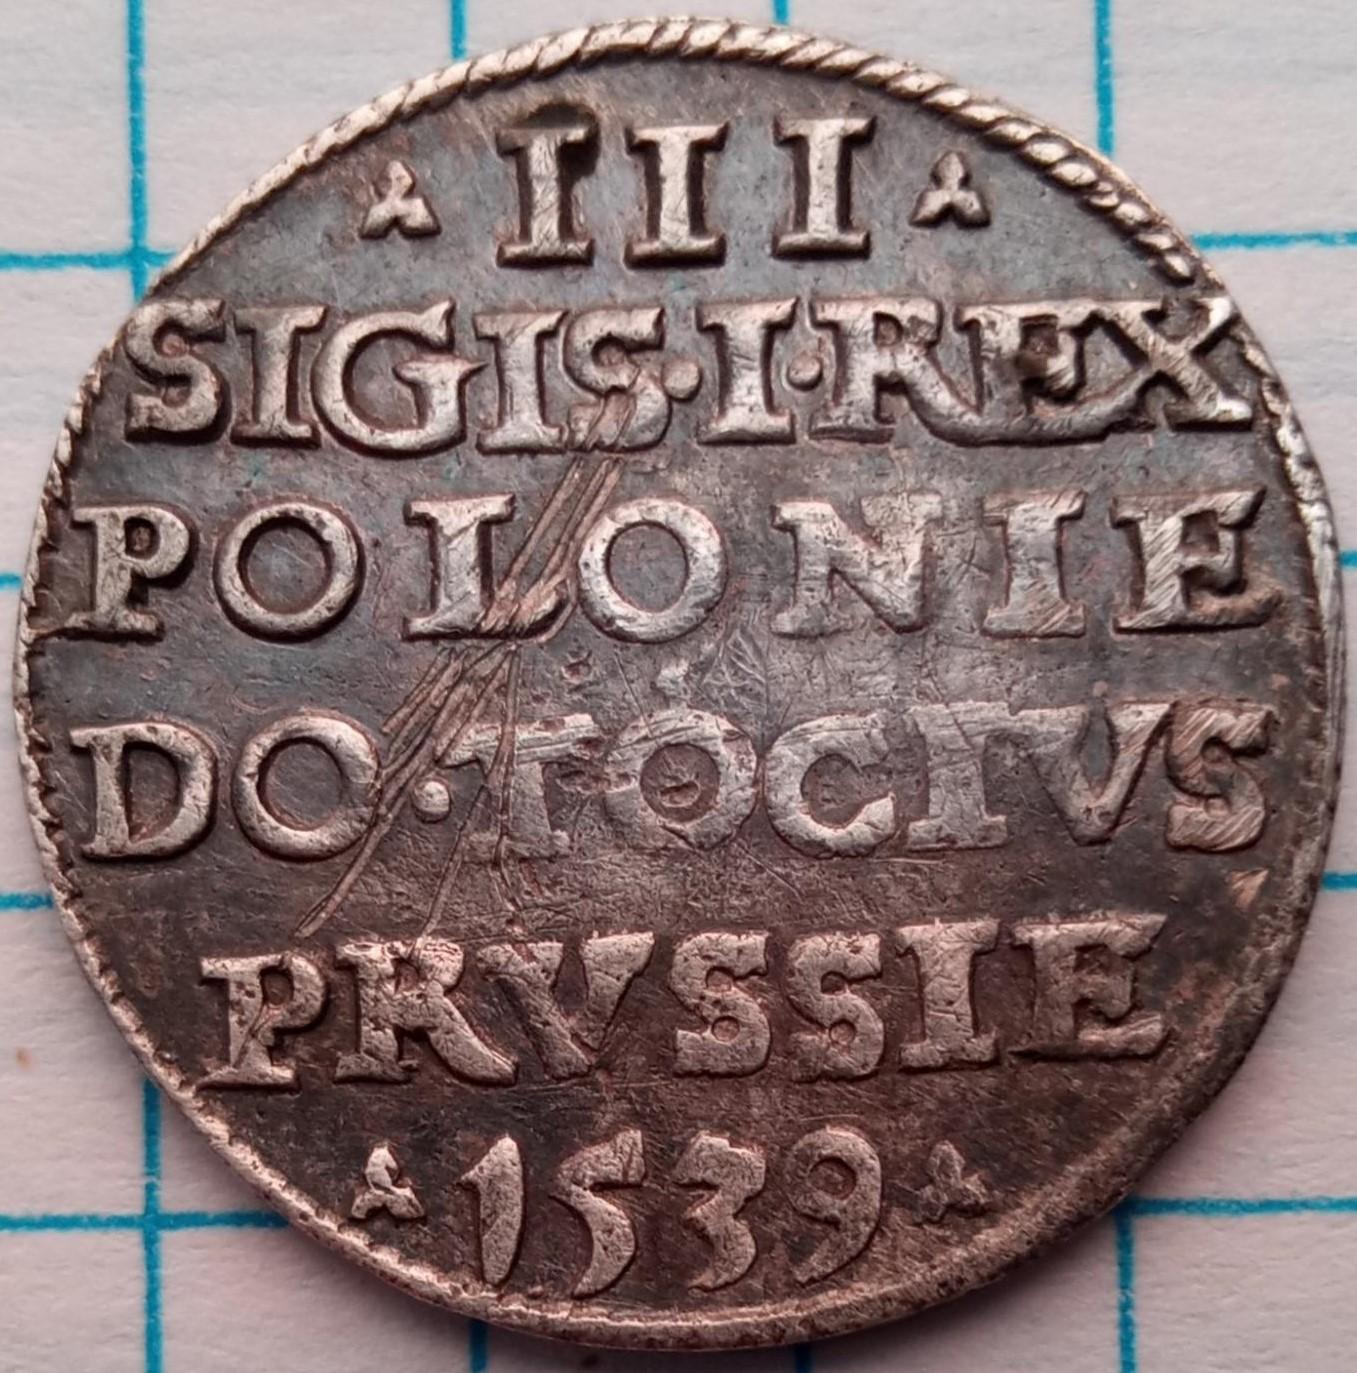 III
SIGIS·I·REX
POLONIE
DO·TOCIVS
PRVSSIE
1539